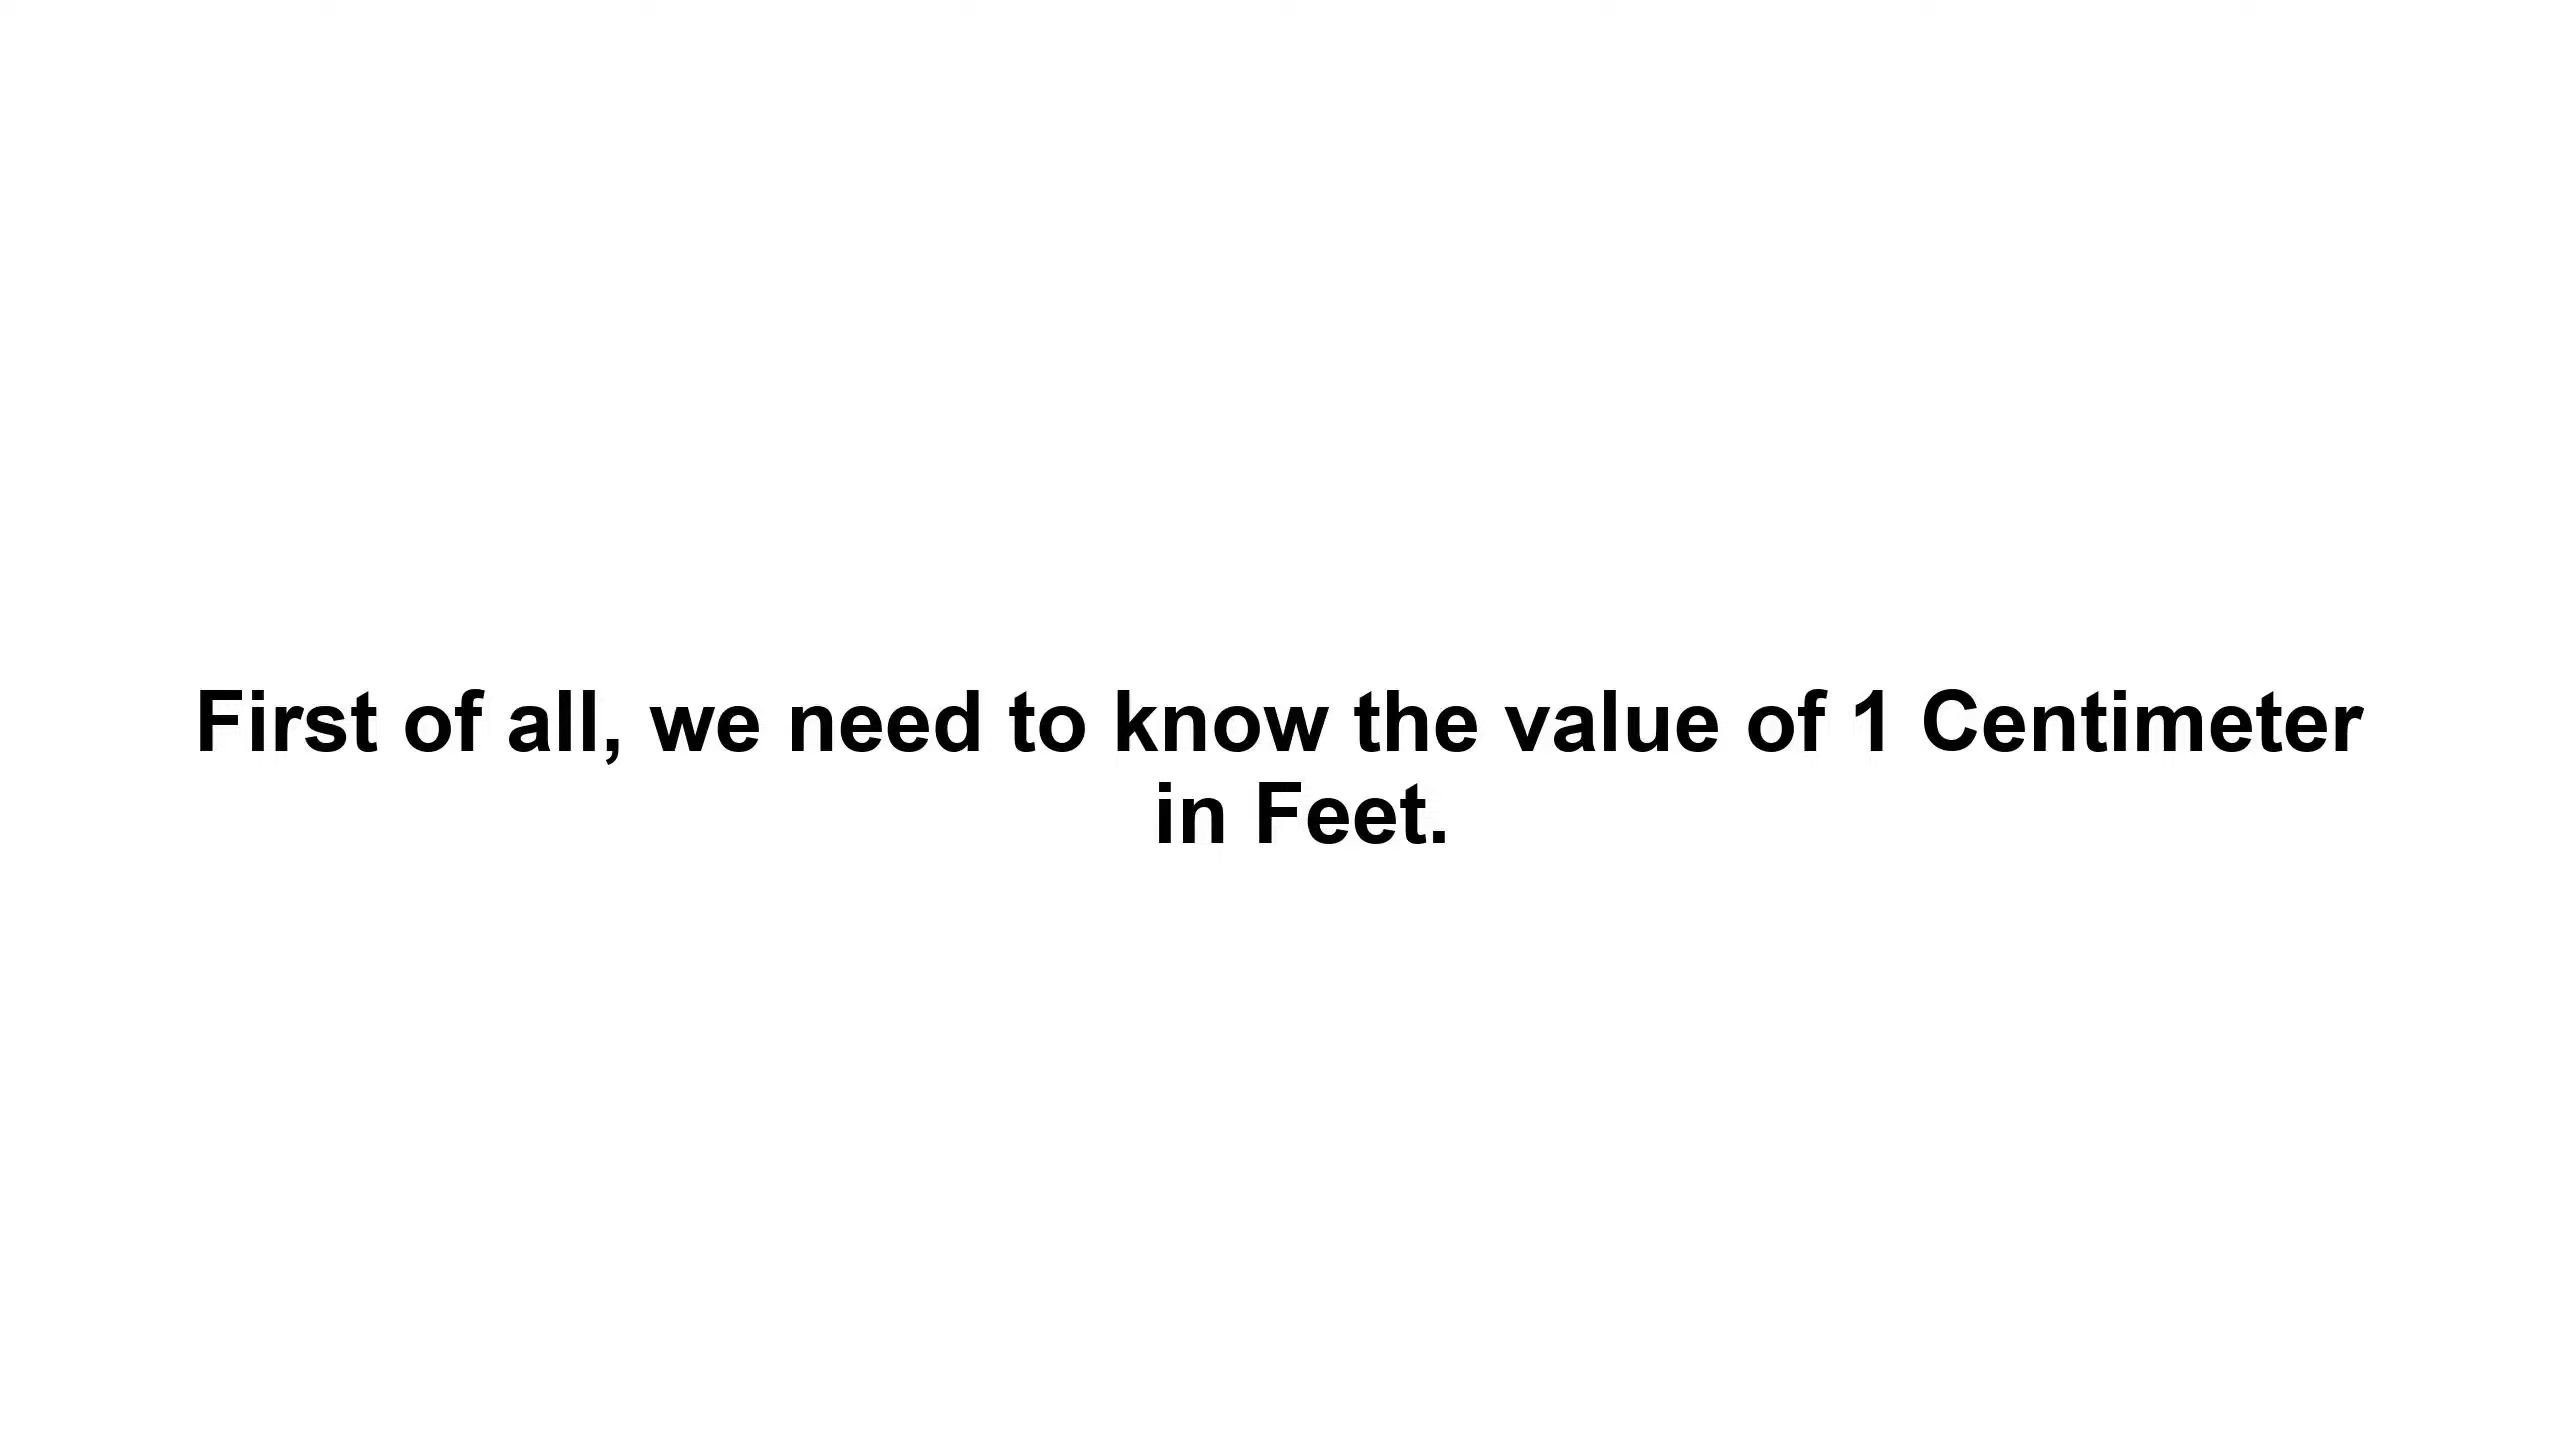 First of all, we need to know the value of 1 Centimeter
in Feet.